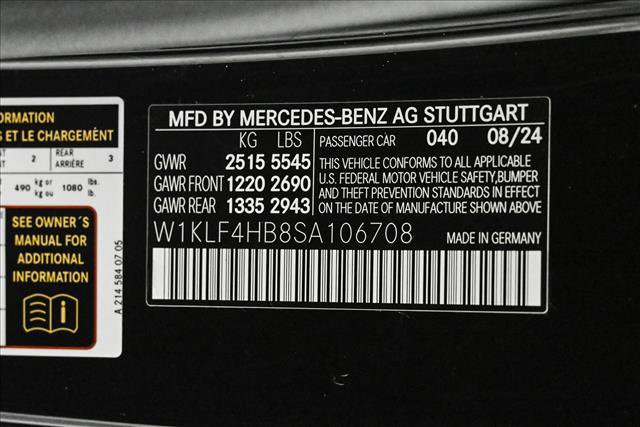 ORMATION
S ET LE CHARGEMENT
2 REAR ARRIÈRE 3
490 kg or kg ou 1080 lbs. lb.
SEE OWNER´S
MANUAL FOR
ADDITIONAL
INFORMATION
A 214 584 07 05
MFD BY MERCEDES-BENZ AG STUTTGART
KG LBS PASSENGER CAR 040 08/24
GVWR 2515 5545
GAWR FRONT 1220 2690
GAWR REAR 1335 2943
THIS VEHICLE CONFORMS TO ALL APPLICABLE
U.S. FEDERAL MOTOR VEHICLE SAFETY,BUMPER
AND THEFT PREVENTION STANDARDS IN EFFECT
ON THE DATE OF MANUFACTURE SHOWN ABOVE.
W1KLF4HB8SA106708 MADE IN GERMANY